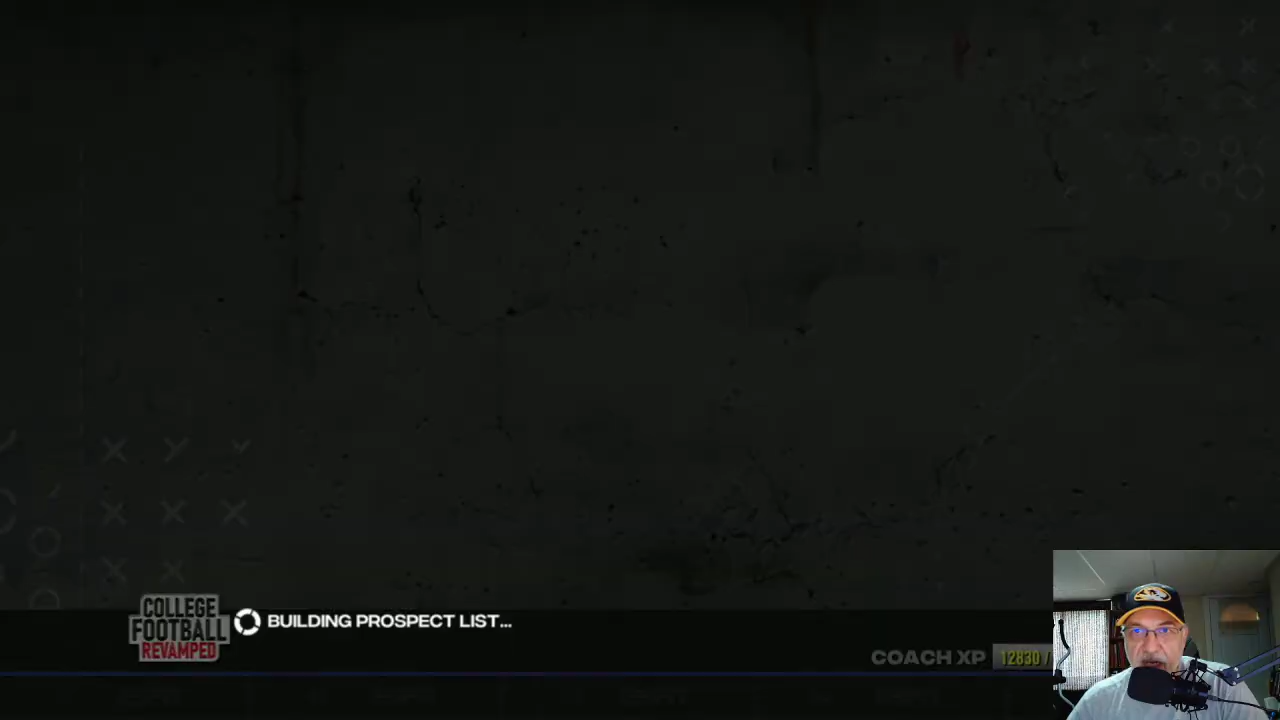 COLLEGE
FOOTBALL
REVAMPED
BUILDING PROSPECT LIST...
COACH XP 12830 /